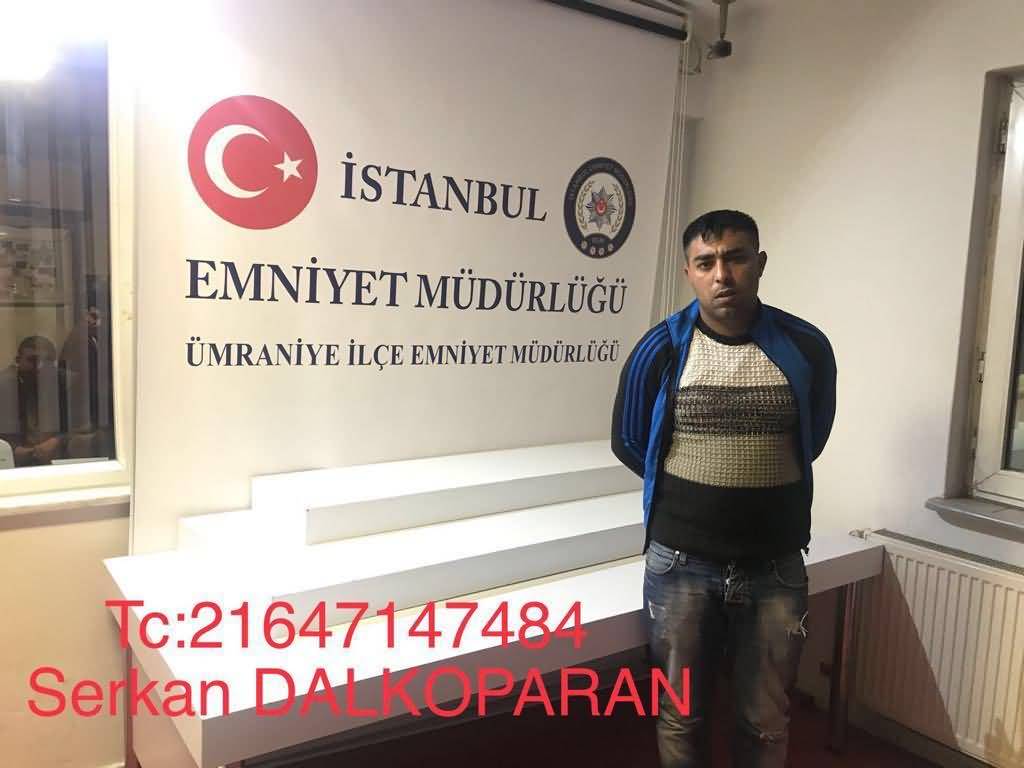 İSTANBUL
EMNİYET MÜDÜRLÜĞÜ
ÜMRANİYE İLÇE EMNİYET MÜDÜRLÜĞÜ
Tc:21647147484
Serkan DALKOPARAN